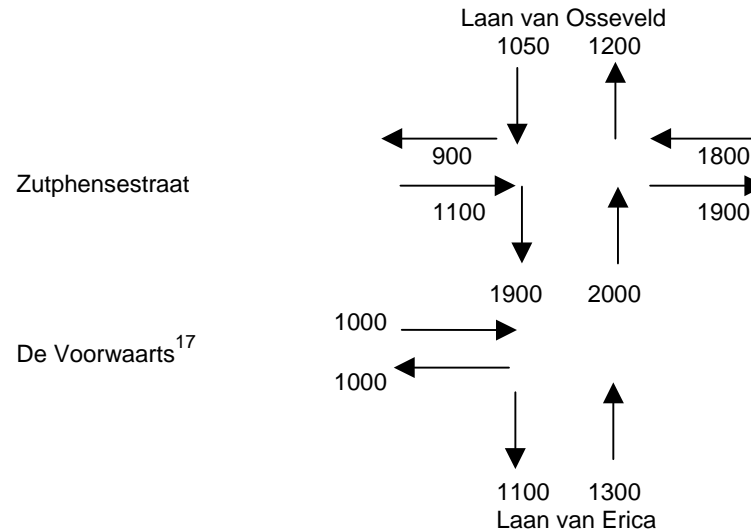 Laan van Osseveld
1050 1200
900 1800
Zutphensestraat
1100 1900
1900 2000
1000
De Voorwaarts17
1000
1100 1300
Laan van Erica